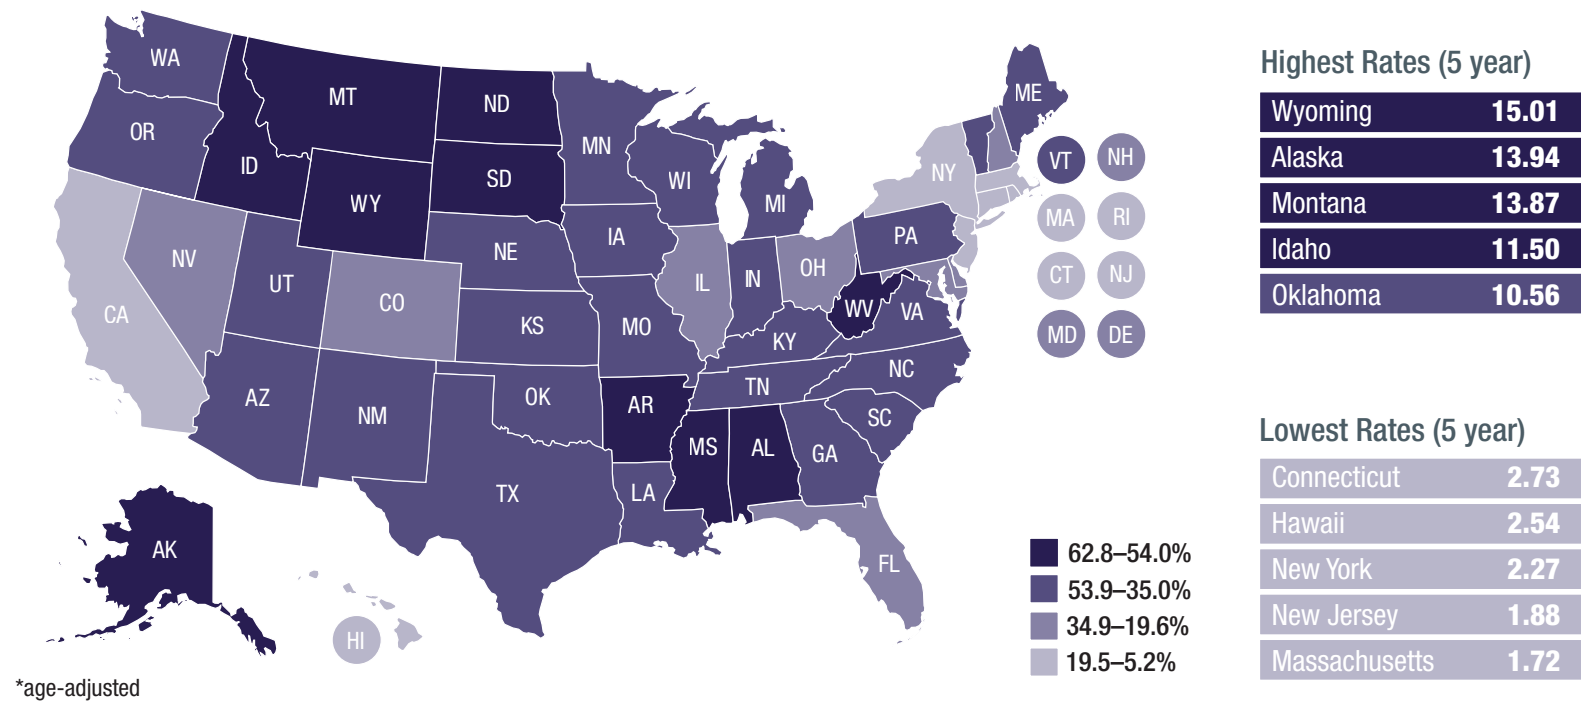 WA
MT
ND
MN
OR
ID
SD
WI
MI
NY
ME
VT
NH
WY
MA
RI
NE
IA
PA
NV
UT
CO
IL
IN
OH
CT
NJ
CA
KS
MO
KY
WV
VA
MD
DE
AZ
NM
OK
AR
TN
NC
SC
MS
AL
GA
TX
LA
FL
AK
HI
*age-adjusted
62.8–54.0%
53.9–35.0%
34.9–19.6%
19.5–5.2%
Highest Rates (5 year)
Wyoming 15.01
Alaska 13.94
Montana 13.87
Idaho 11.50
Oklahoma 10.56
Lowest Rates (5 year)
Connecticut 2.73
Hawaii 2.54
New York 2.27
New Jersey 1.88
Massachusetts 1.72